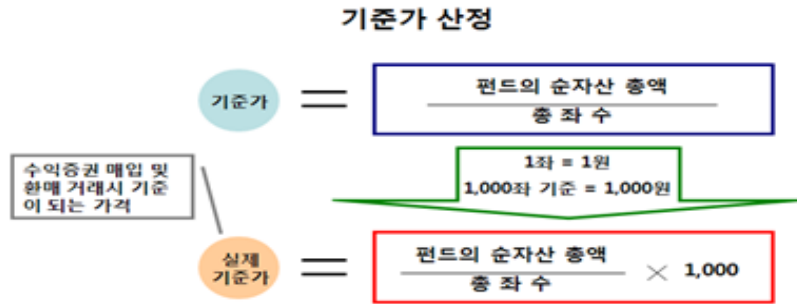 기준가 산정
기준가
펀드의 순자산 총액
총 좌 수
1좌 = 1원
1,000좌 기준 = 1,000원
수익증권 매입 및
환매 거래시 기준
이 되는 가격
실제
기준가
펀드의 순자산 총액
총 좌 수
× 1,000